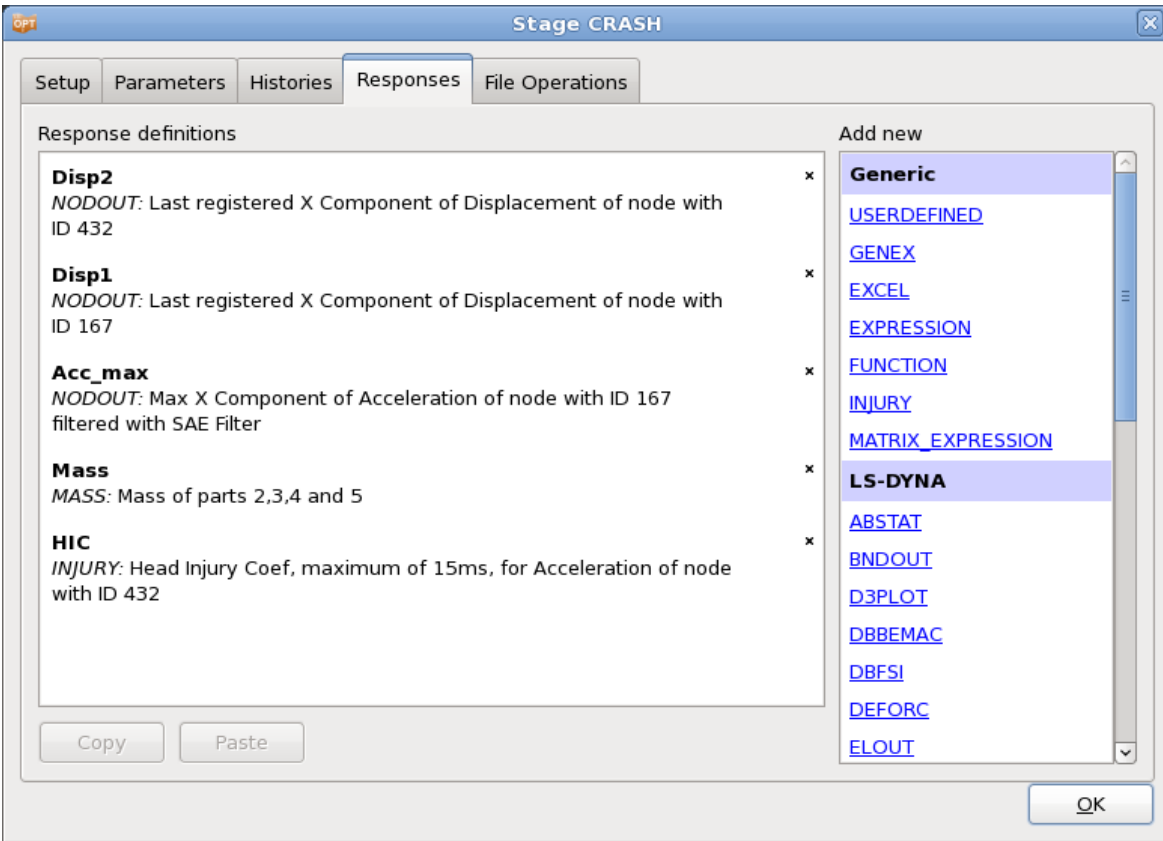 OPT
Stage CRASH
Setup
Parameters
Histories
Responses
File Operations
Response definitions
Disp2
NODOUT: Last registered X Component of Displacement of node with
ID 432
Disp1
NODOUT: Last registered X Component of Displacement of node with
ID 167
Acc_max
NODOUT: Max X Component of Acceleration of node with ID 167
filtered with SAE Filter
Mass
MASS: Mass of parts 2,3,4 and 5
HIC
INJURY: Head Injury Coef, maximum of 15ms, for Acceleration of node
with ID 432
Copy
Paste
Add new
Generic
USERDEFINED
GENEX
EXCEL
EXPRESSION
FUNCTION
INJURY
MATRIX_EXPRESSION
LS-DYNA
ABSTAT
BNDOUT
D3PLOT
DBBEMAC
DBFSI
DEFORC
ELOUT
OK